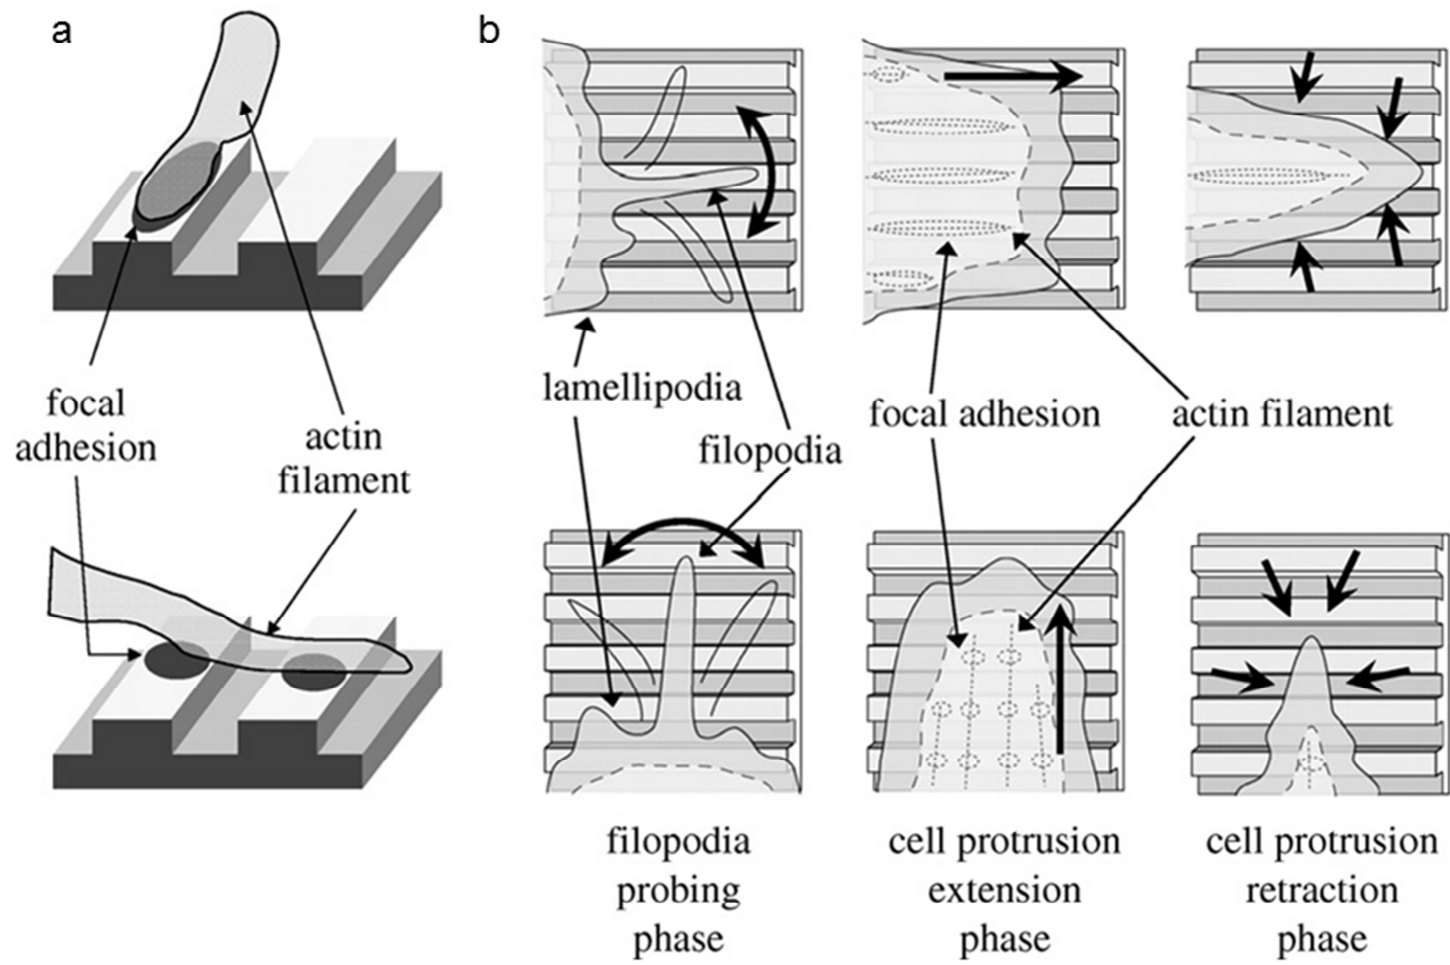 a
b
focal
adhesion
actin
filament
lamellipodia
filopodia
focal adhesion
actin filament
filopodia
probing
phase
cell protrusion
extension
phase
cell protrusion
retraction
phase